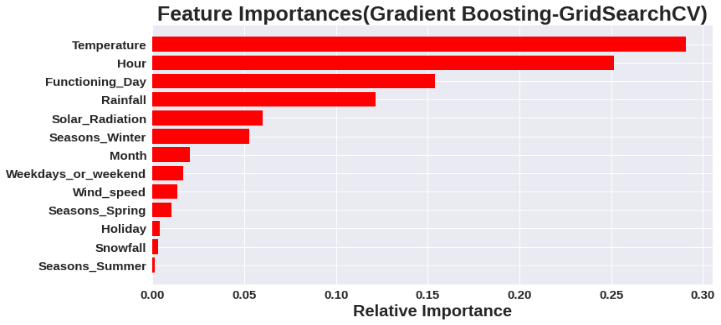 Feature Importances(Gradient Boosting-GridSearchCV)
Temperature
Hour
Functioning_Day
Rainfall
Solar_Radiation
Seasons_Winter
Month
Weekdays_or_weekend
Wind_speed
Seasons_Spring
Holiday
Snowfall
Seasons_Summer
0.00 0.05 0.10 0.15 0.20 0.25 0.30
Relative Importance